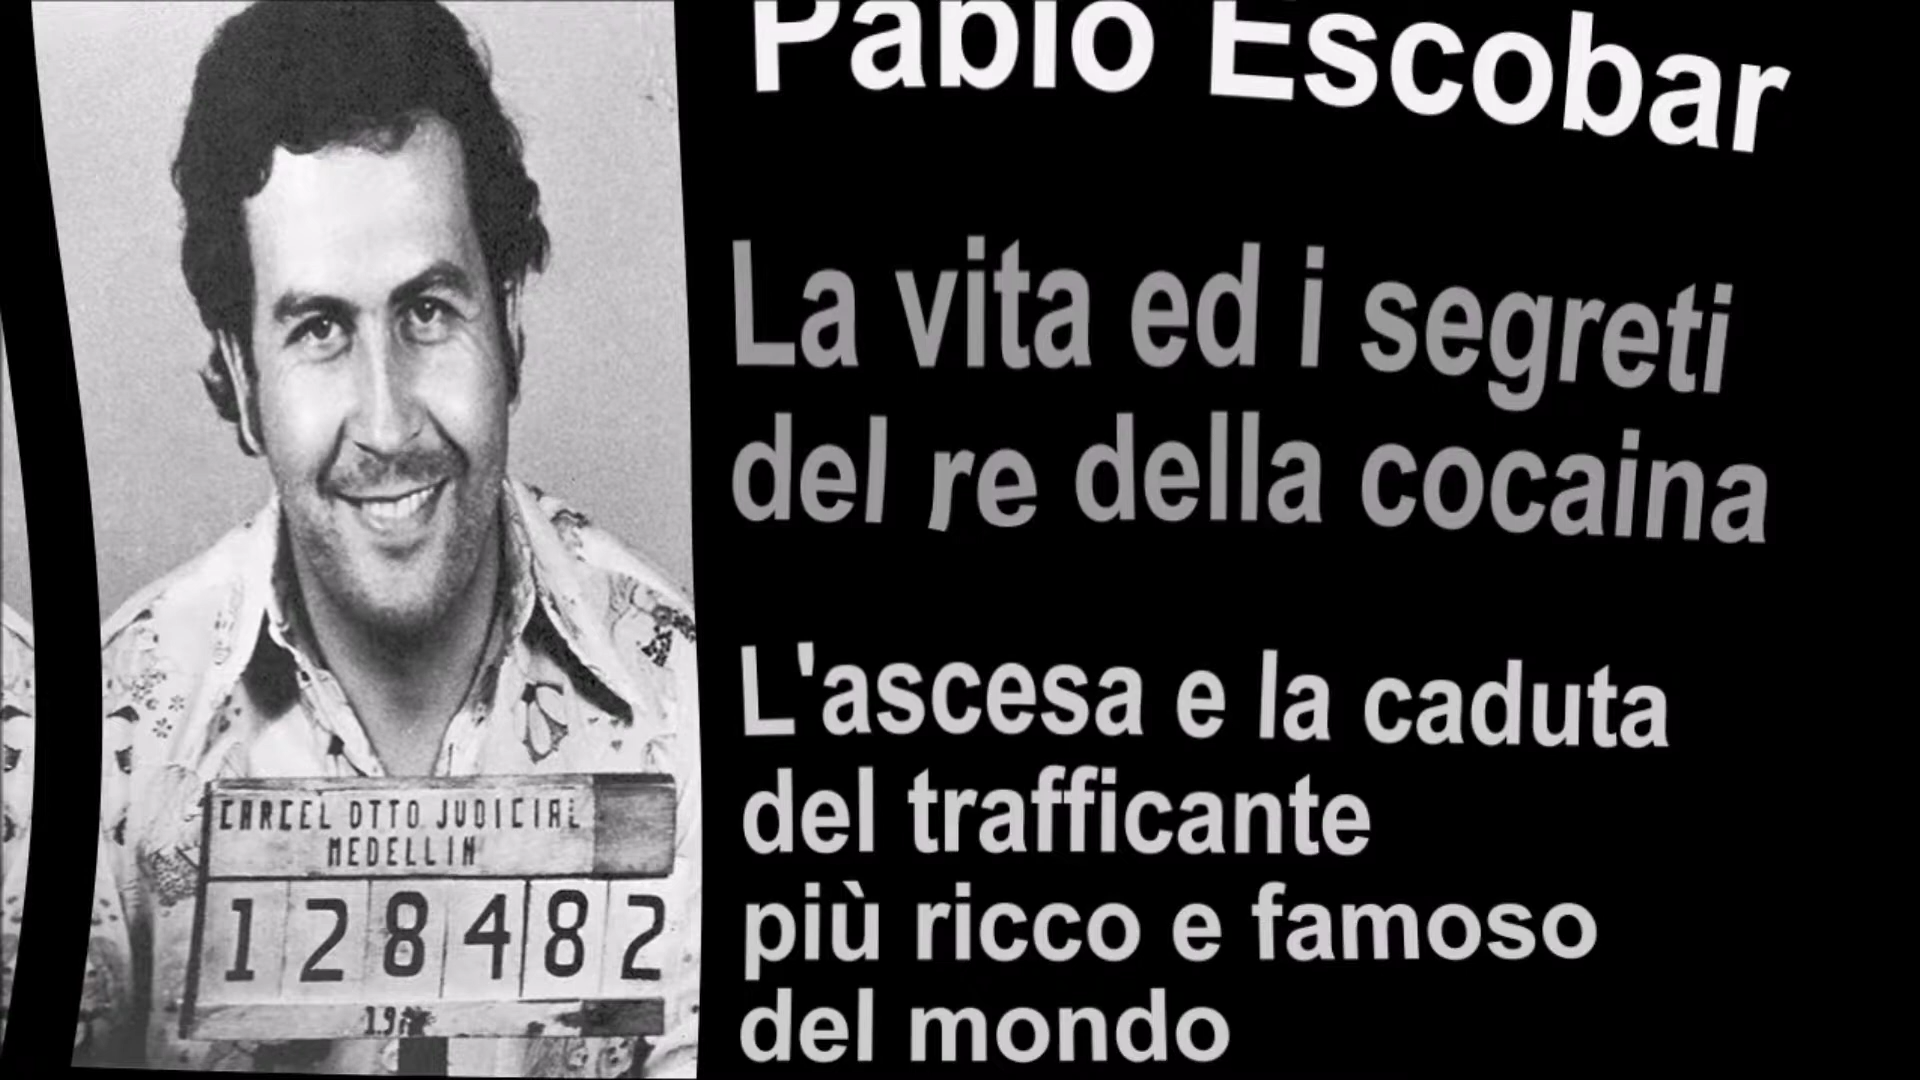 Pablo Escobar
La vita ed i segreti
del re della cocaina
L'ascesa e la caduta
del trafficante
più ricco e famoso
del mondo
CARCEL DTTO JUDICIAL
MEDELLIN
128482